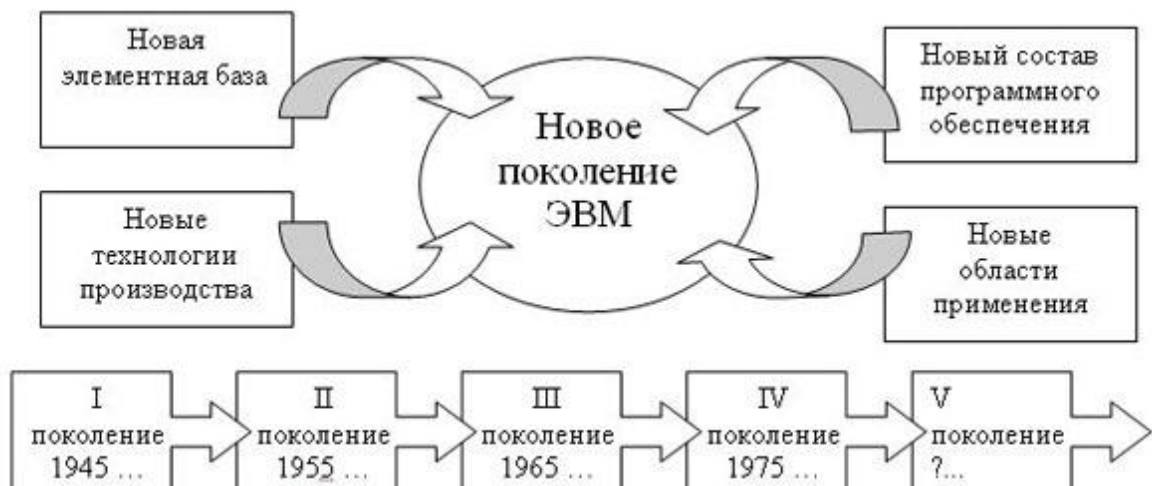 Новая
элементная база
Новое
поколение
ЭВМ
Новый состав
программного
обеспечения
Новые
технологии
производства
Новые
области
применения
I
поколение
1945 ...
II
поколение
1955 ...
III
поколение
1965 ...
IV
поколение
1975 ...
V
поколение
?...